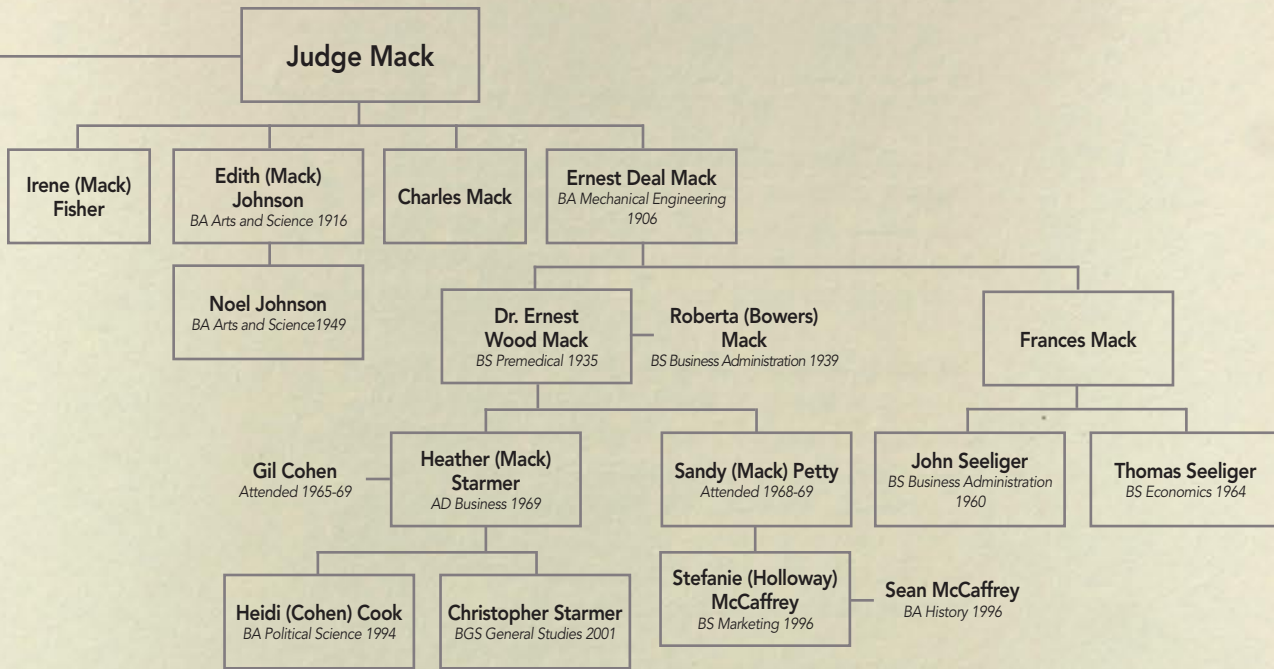 Judge Mack
Irene (Mack)
Fisher
Edith (Mack)
Johnson
BA Arts and Science 1916
Charles Mack
Ernest Deal Mack
BA Mechanical Engineering
1906
Noel Johnson
BA Arts and Science1949
Dr. Ernest
Wood Mack
BS Premedical 1935
Roberta (Bowers)
Mack
BS Business Administration 1939
Frances Mack
Gil Cohen
Attended 1965-69
Heather (Mack)
Starmer
AD Business 1969
Sandy (Mack) Petty
Attended 1968-69
John Seeliger
BS Business Administration
1960
Thomas Seeliger
BS Economics 1964
Heidi (Cohen) Cook
BA Political Science 1994
Christopher Starmer
BGS General Studies 2001
Stefanie (Holloway)
McCaffrey
BS Marketing 1996
Sean McCaffrey
BA History 1996